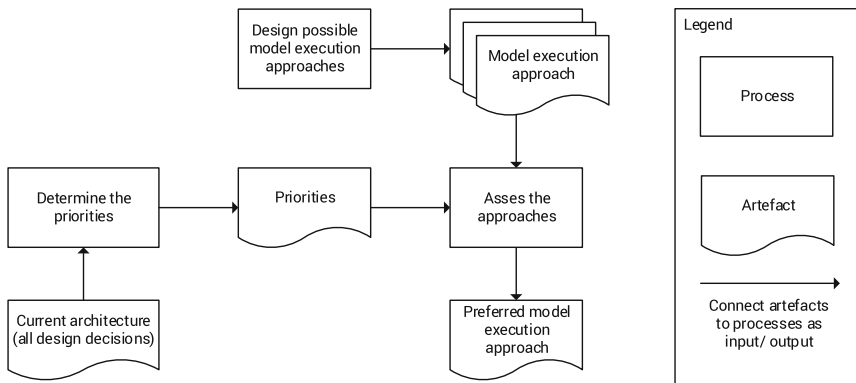 Design possible
model execution
approaches
Model execution
approach
Determine the
priorities
Priorities
Asses the
approaches
Current architecture
(all design decisions)
Preferred model
execution
approach
Legend
Process
Artefact
Connect artefacts
to processes as
input/ output